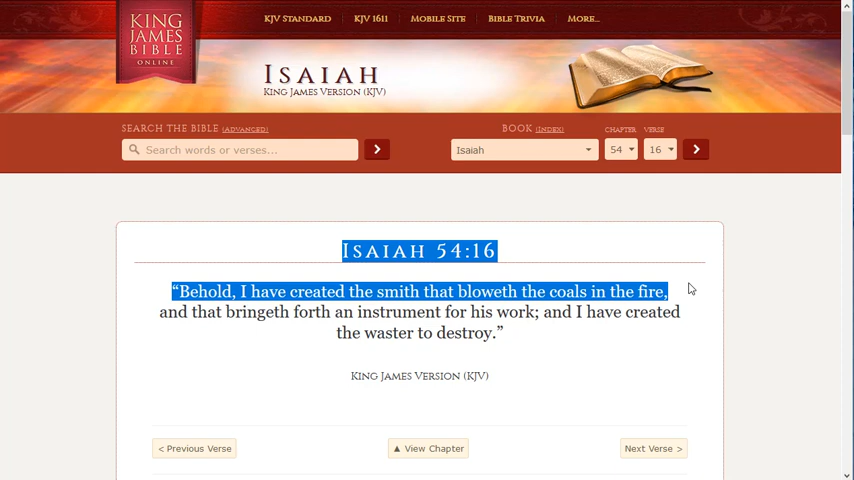 KING
JAMES
BIBLE
ONLINE
KJV STANDARD
KJV 1611
MOBILE SITE
BIBLE TRIVIA
MORE...
ISAIAH
KING JAMES VERSION (KJV)
SEARCH THE BIBLE (ADVANCED)
BOOK (INDEX)
CHAPTER
VERSE
Search words or verses...
Isaiah
54
16
ISAIAH 54:16
“Behold, I have created the smith that bloweth the coals in the fire,
and that bringeth forth an instrument for his work; and I have created
the waster to destroy.”
KING JAMES VERSION (KJV)
< Previous Verse
▲ View Chapter
Next Verse >